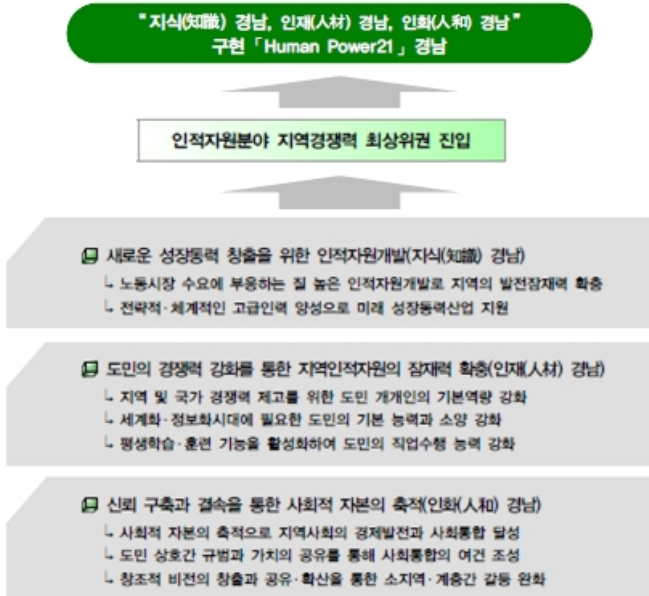 “지식(知識) 경남, 인재(人材) 경남, 인화(人和) 경남”
구현「Human Power21」경남
인적자원분야 지역경쟁력 최상위권 진입
새로운 성장동력 창출을 위한 인적자원개발(지식(知識) 경남)
↳ 노동시장 수요에 부응하는 질 높은 인적자원개발로 지역의 발전잠재력 확충
↳ 전략적·체계적인 고급인력 양성으로 미래 성장동력산업 지원
도민의 경쟁력 강화를 통한 지역인적자원의 잠재력 확충(인재(人材) 경남)
↳ 지역 및 국가 경쟁력 제고를 위한 도민 개개인의 기본역량 강화
↳ 세계화·정보화시대에 필요한 도민의 기본 능력과 소양 강화
↳ 평생학습·훈련 기능을 활성화하여 도민의 직업수행 능력 강화
신뢰 구축과 결속을 통한 사회적 자본의 축적(인화(人和) 경남)
↳ 사회적 자본의 축적으로 지역사회의 경제발전과 사회통합 달성
↳ 도민 상호간 규범과 가치의 공유를 통해 사회통합의 여건 조성
↳ 창조적 비전의 창출과 공유·확산을 통한 소지역·계층간 갈등 완화